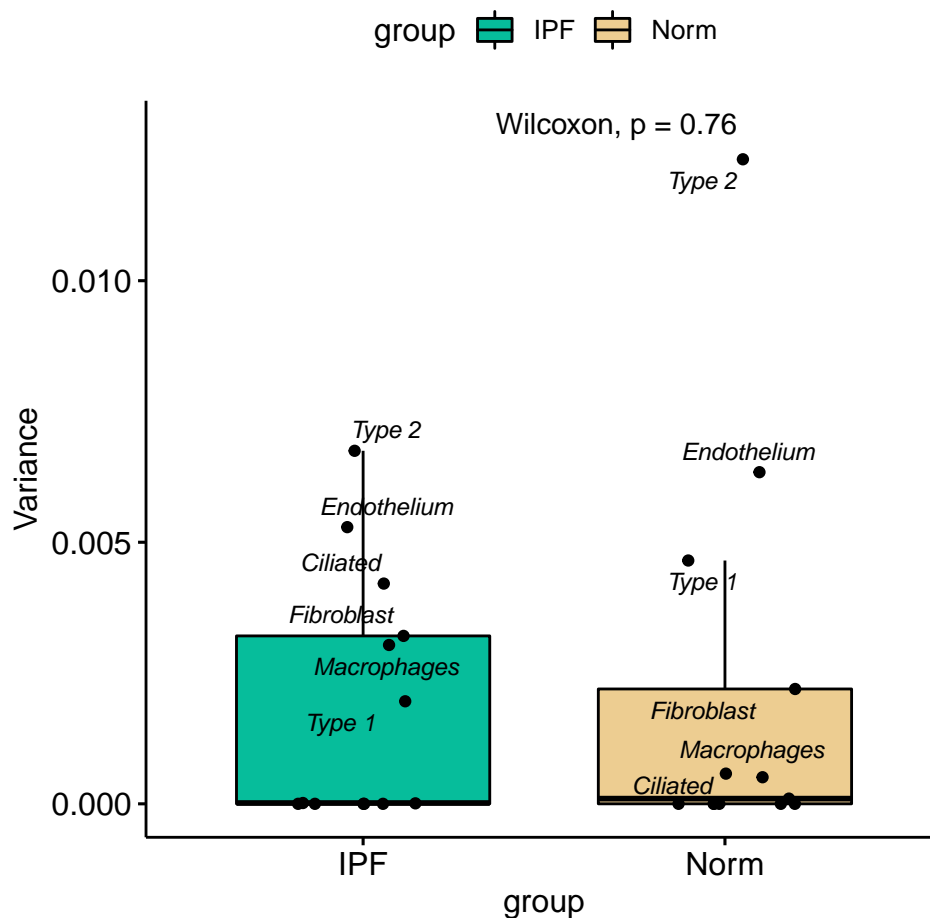 group IPF Norm
Wilcoxon, p = 0.76
Type 2
0.010
Type 2
Endothelium
Endothelium
0.005
Ciliated
Type 1
Fibroblast
Macrophages
Type 1
Fibroblast
Macrophages
Ciliated
0.000
Variance
IPF Norm
group